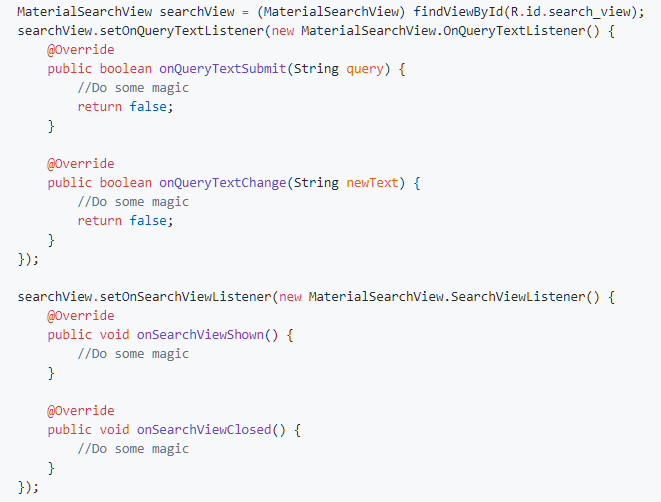 MaterialSearchView searchView = (MaterialSearchView) findViewById(R.id.search_view);
searchView.setOnQueryTextListener(new MaterialSearchView.OnQueryTextListener() {
    @Override
    public boolean onQueryTextSubmit(String query) {
        //Do some magic
        return false;
    }

    @Override
    public boolean onQueryTextChange(String newText) {
        //Do some magic
        return false;
    }
});

searchView.setOnSearchViewListener(new MaterialSearchView.SearchViewListener() {
    @Override
    public void onSearchViewShown() {
        //Do some magic
    }

    @Override
    public void onSearchViewClosed() {
        //Do some magic
    }
});